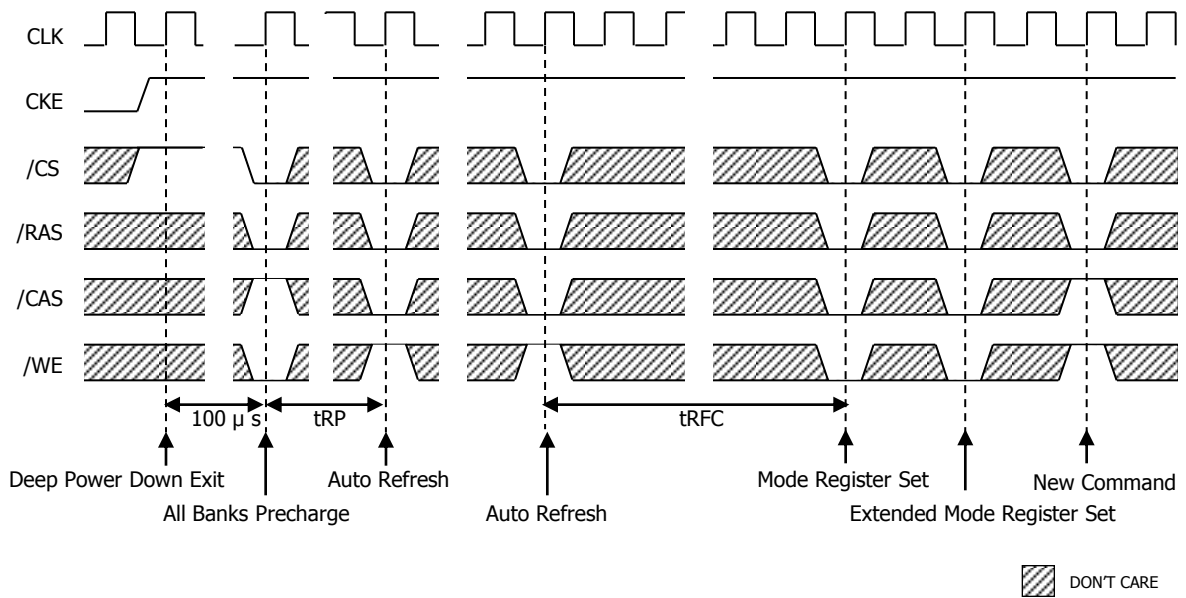 CLK
CKE
/CS
/RAS
/CAS
/WE
100 μ s
tRP
tRFC
Deep Power Down Exit
Auto Refresh
Mode Register Set
New Command
All Banks Precharge
Auto Refresh
Extended Mode Register Set
DON'T CARE